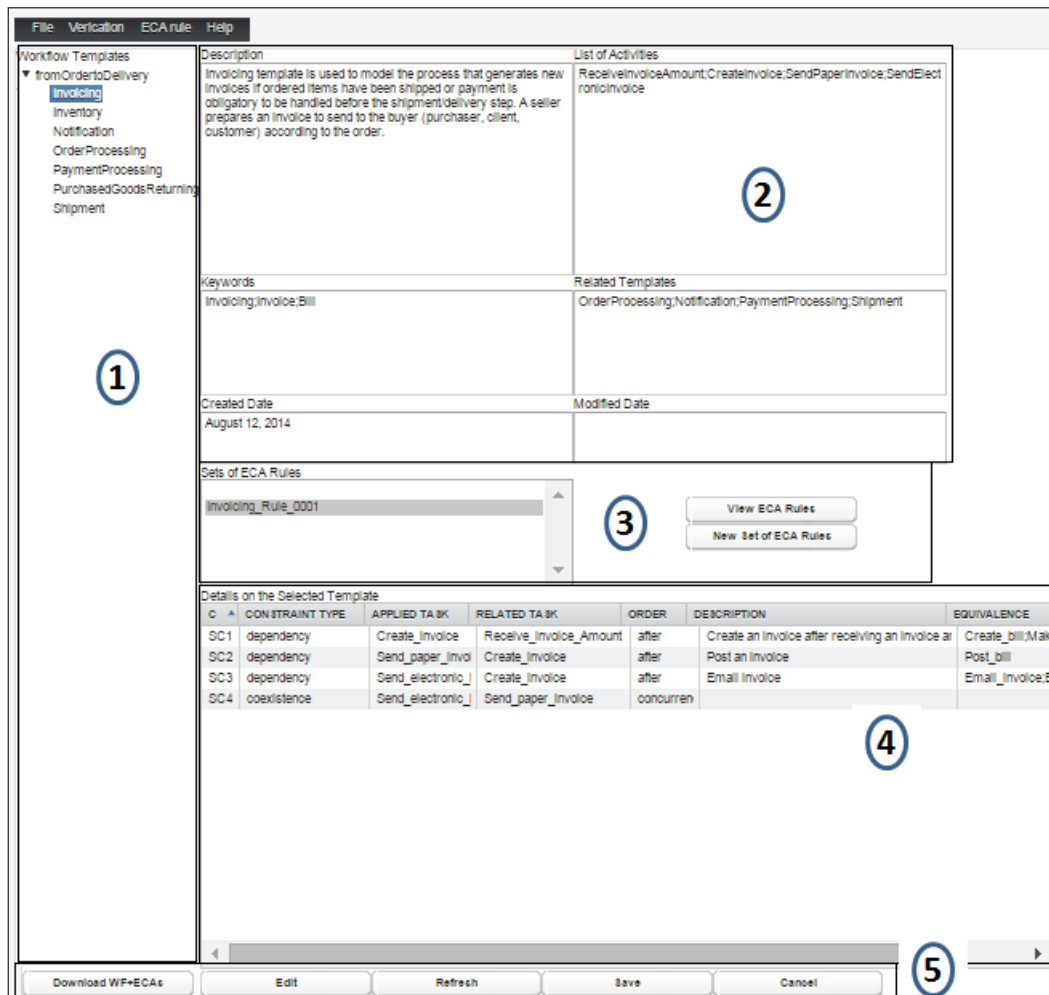 File Verication ECA rule Help
Workflow Templates
fromOrdertoDelivery
Invoicing
Inventory
Notification
OrderProcessing
PaymentProcessing
PurchasedGoodsReturning
Shipment
1
Description
Invoicing template is used to model the process that generates new
invoices if ordered items have been shipped or payment is
obligatory to be handled before the shipment/delivery step. A seller
prepares an invoice to send to the buyer (purchaser, client,
customer) according to the order.
List of Activities
ReceiveInvoiceAmount;CreateInvoice;SendPaperInvoice;SendElect
ronicInvoice
2
Keywords
Invoicing;Invoice;Bill
Related Templates
OrderProcessing;Notification;PaymentProcessing;Shipment
Created Date
August 12, 2014
Modified Date
Sets of ECA Rules
Invoicing_Rule_0001
3
View ECA Rules
New Set of ECA Rules
Details on the Selected Template
C CONSTRAINT TYPE APPLIED TASK RELATED TASK ORDER DESCRIPTION EQUIVALENCE
SC1 dependency Create_Invoice Receive_Invoice_Amount after Create an invoice after receiving an invoice ar Create_bill;Mak
SC2 dependency Send_paper_Invoi Create_Invoice after Post an invoice Post_bill
SC3 dependency Send_electronic_I Create_Invoice after Email Invoice Email_Invoice;E
SC4 coexistence Send_electronic_I Send_paper_Invoice concurren
4
5
Download WF+ECAs Edit Refresh Save Cancel